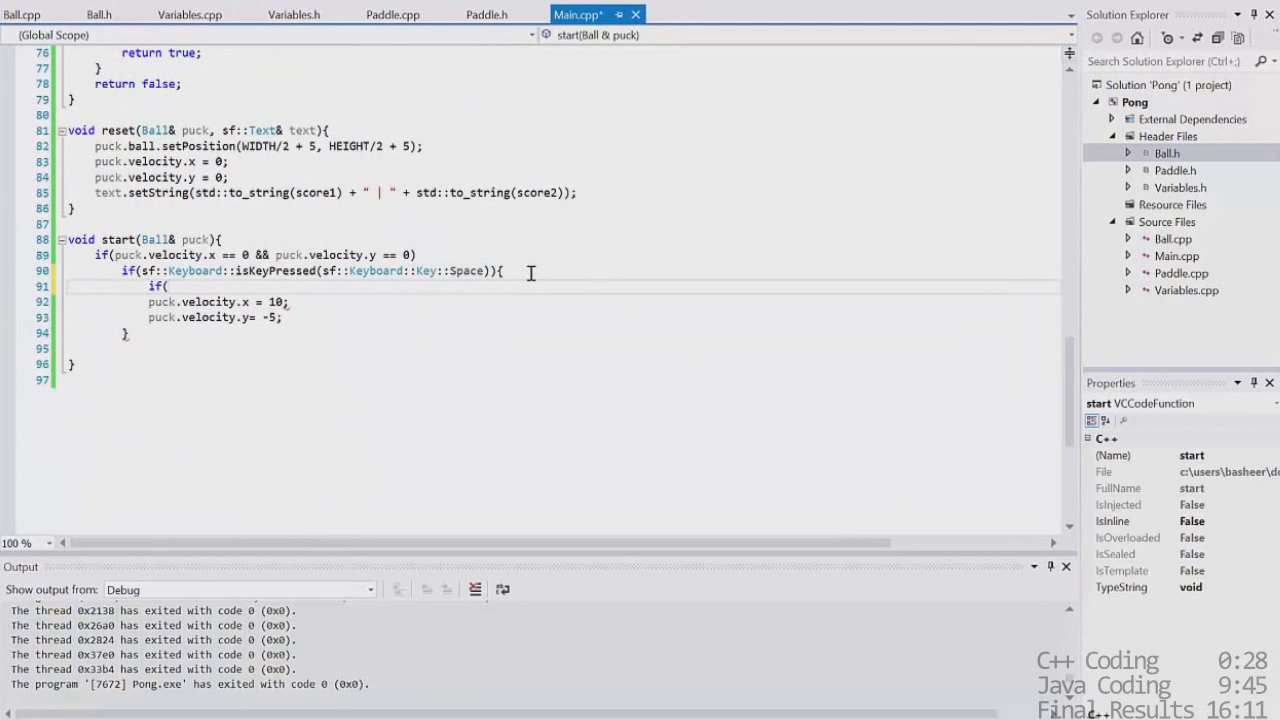 Ball.cpp Ball.h Variables.cpp Variables.h Paddle.cpp Paddle.h Main.cpp*
(Global Scope) start(Ball & puck)
76 return true;
77 }
78 return false;
79 }
80
81 void reset(Ball& puck, sf::Text& text){
82 puck.ball.setPosition(WIDTH/2 + 5, HEIGHT/2 + 5);
83 puck.velocity.x = 0;
84 puck.velocity.y = 0;
85 text.setString(std::to_string(score1) + " | " + std::to_string(score2));
86 }
87
88 void start(Ball& puck){
89 if(puck.velocity.x == 0 && puck.velocity.y == 0)
90 if(sf::Keyboard::isKeyPressed(sf::Keyboard::Key::Space)){
91 if(
92 puck.velocity.x = 10;
93 puck.velocity.y= -5;
94 }
95
96 }
97
100 %
Output
Show output from: Debug
The thread 0x2138 has exited with code 0 (0x0).
The thread 0x26a0 has exited with code 0 (0x0).
The thread 0x2824 has exited with code 0 (0x0).
The thread 0x37e0 has exited with code 0 (0x0).
The thread 0x33b4 has exited with code 0 (0x0).
The program '[7672] Pong.exe' has exited with code 0 (0x0).
Solution Explorer
Search Solution Explorer (Ctrl+;)
Solution 'Pong' (1 project)
Pong
External Dependencies
Header Files
Ball.h
Paddle.h
Variables.h
Resource Files
Source Files
Ball.cpp
Main.cpp
Paddle.cpp
Variables.cpp
Properties
start VCCodeFunction
C++
(Name) start
File c:\users\basheer\do
FullName start
IsInjected False
IsInline False
IsOverloaded False
IsSealed False
IsTemplate False
TypeString void
C++ Coding 0:28
Java Coding 9:45
Final Results 16:11
C++